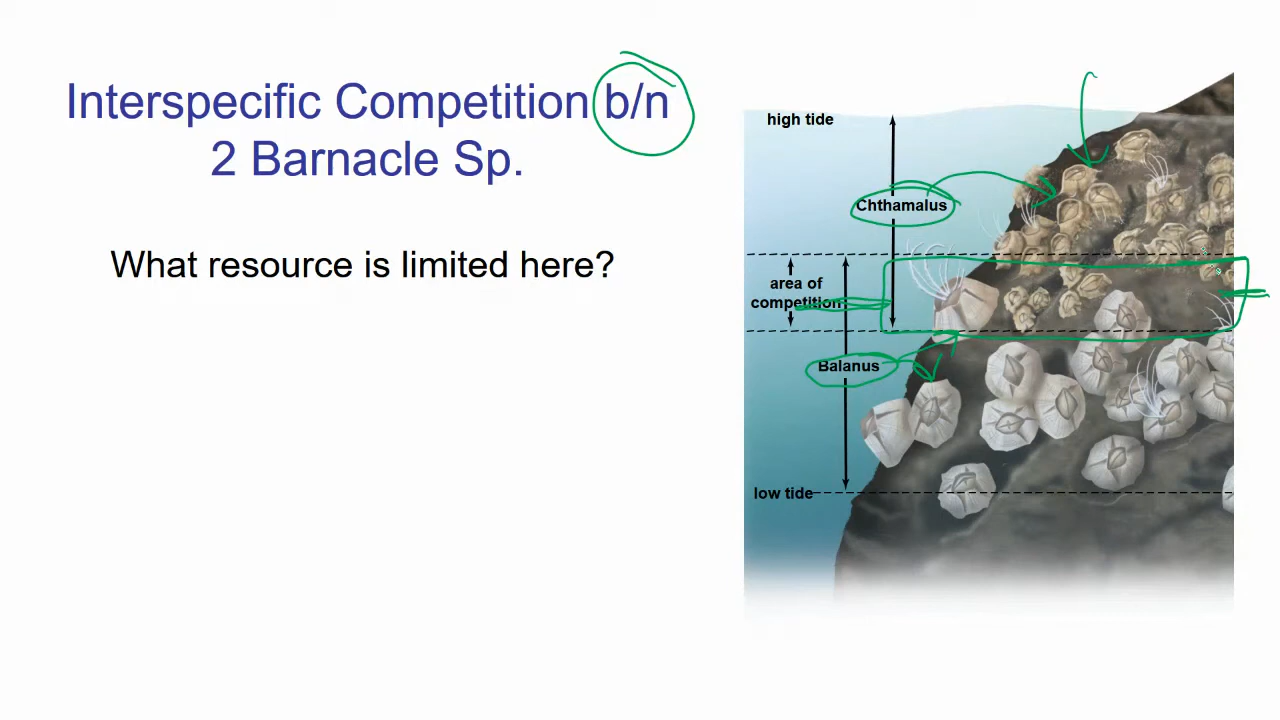 Interspecific Competition b/n
2 Barnacle Sp.
What resource is limited here?
high tide
Chthamalus
area of
competition
Balanus
low tide